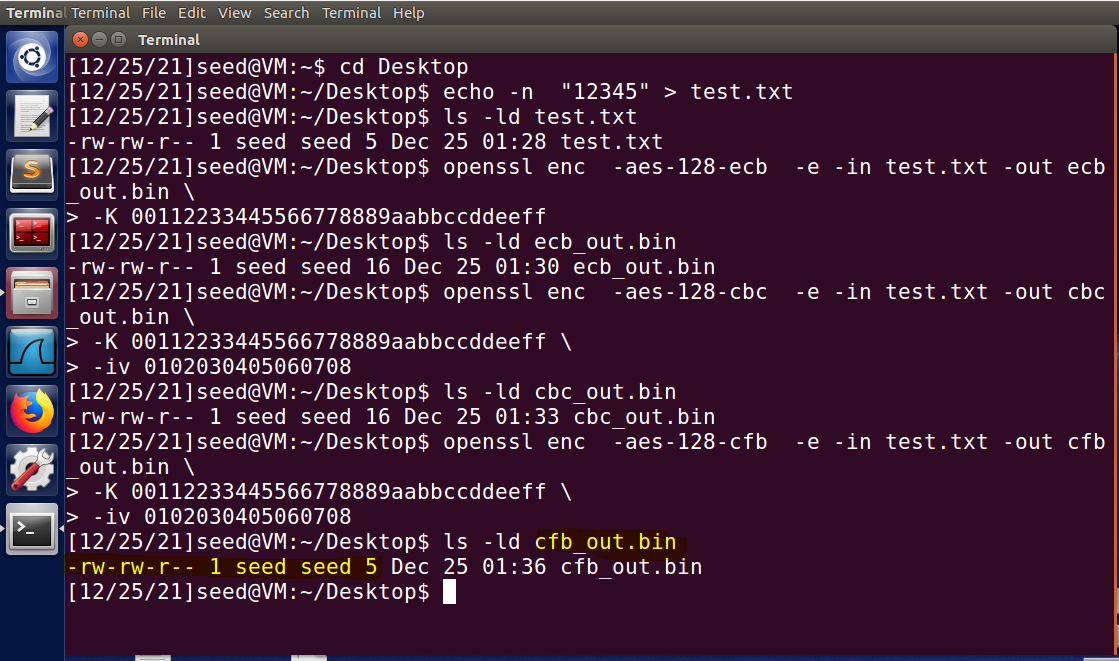 Terminal Terminal File Edit View Search Terminal Help
Terminal
[12/25/21]seed@VM:~$ cd Desktop
[12/25/21]seed@VM:~/Desktop$ echo -n  "12345" > test.txt
[12/25/21]seed@VM:~/Desktop$ ls -ld test.txt
-rw-rw-r-- 1 seed seed 5 Dec 25 01:28 test.txt
[12/25/21]seed@VM:~/Desktop$ openssl enc  -aes-128-ecb  -e -in test.txt -out ecb
_out.bin \
> -K 00112233445566778889aabbccddeeff
[12/25/21]seed@VM:~/Desktop$ ls -ld ecb_out.bin
-rw-rw-r-- 1 seed seed 16 Dec 25 01:30 ecb_out.bin
[12/25/21]seed@VM:~/Desktop$ openssl enc  -aes-128-cbc  -e -in test.txt -out cbc
_out.bin \
> -K 00112233445566778889aabbccddeeff \
> -iv 0102030405060708
[12/25/21]seed@VM:~/Desktop$ ls -ld cbc_out.bin
-rw-rw-r-- 1 seed seed 16 Dec 25 01:33 cbc_out.bin
[12/25/21]seed@VM:~/Desktop$ openssl enc  -aes-128-cfb  -e -in test.txt -out cfb
_out.bin \
> -K 00112233445566778889aabbccddeeff \
> -iv 0102030405060708
[12/25/21]seed@VM:~/Desktop$ ls -ld cfb_out.bin
-rw-rw-r-- 1 seed seed 5 Dec 25 01:36 cfb_out.bin
[12/25/21]seed@VM:~/Desktop$